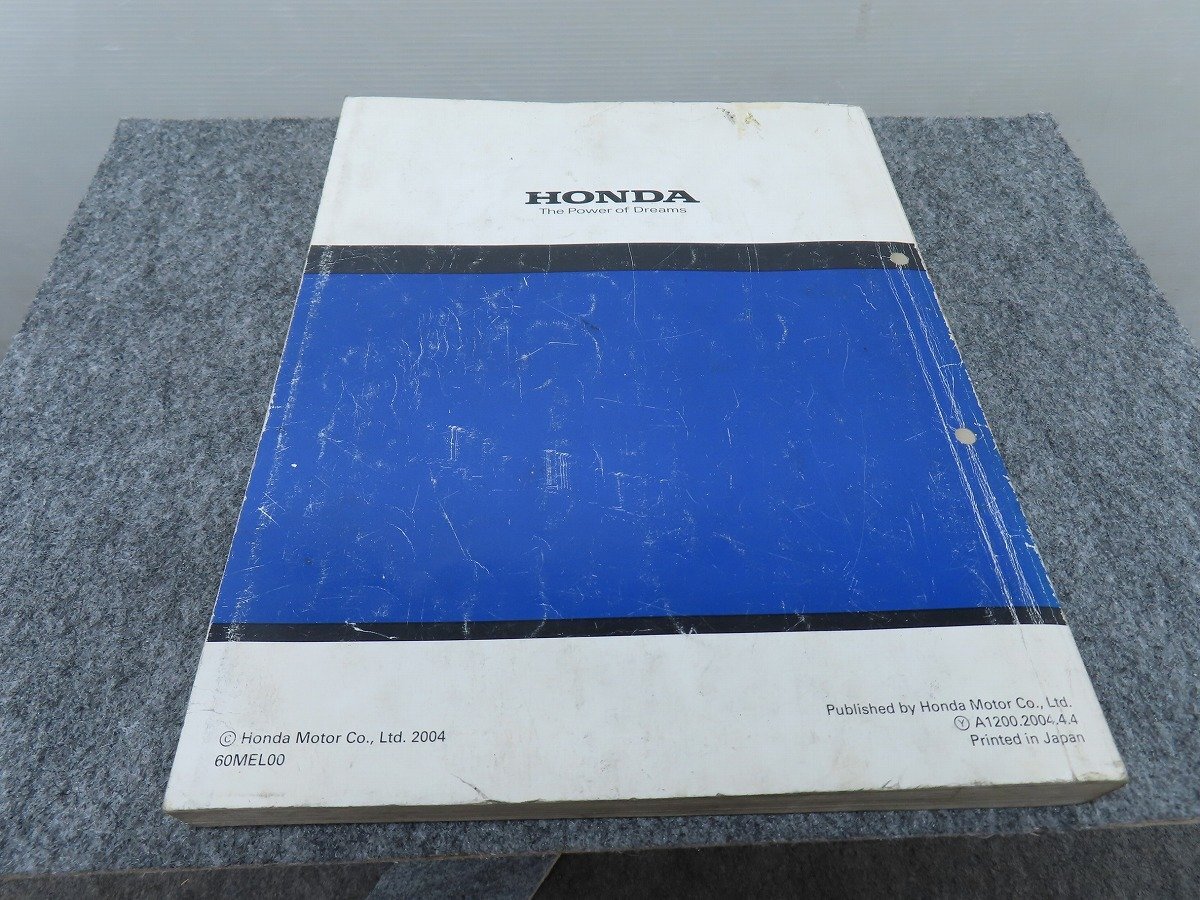 HONDA
The Power of Dreams
Ⓒ Honda Motor Co., Ltd. 2004
60MEL00
Published by Honda Motor Co., Ltd.
Ⓨ A1200.2004.4.4
Printed in Japan